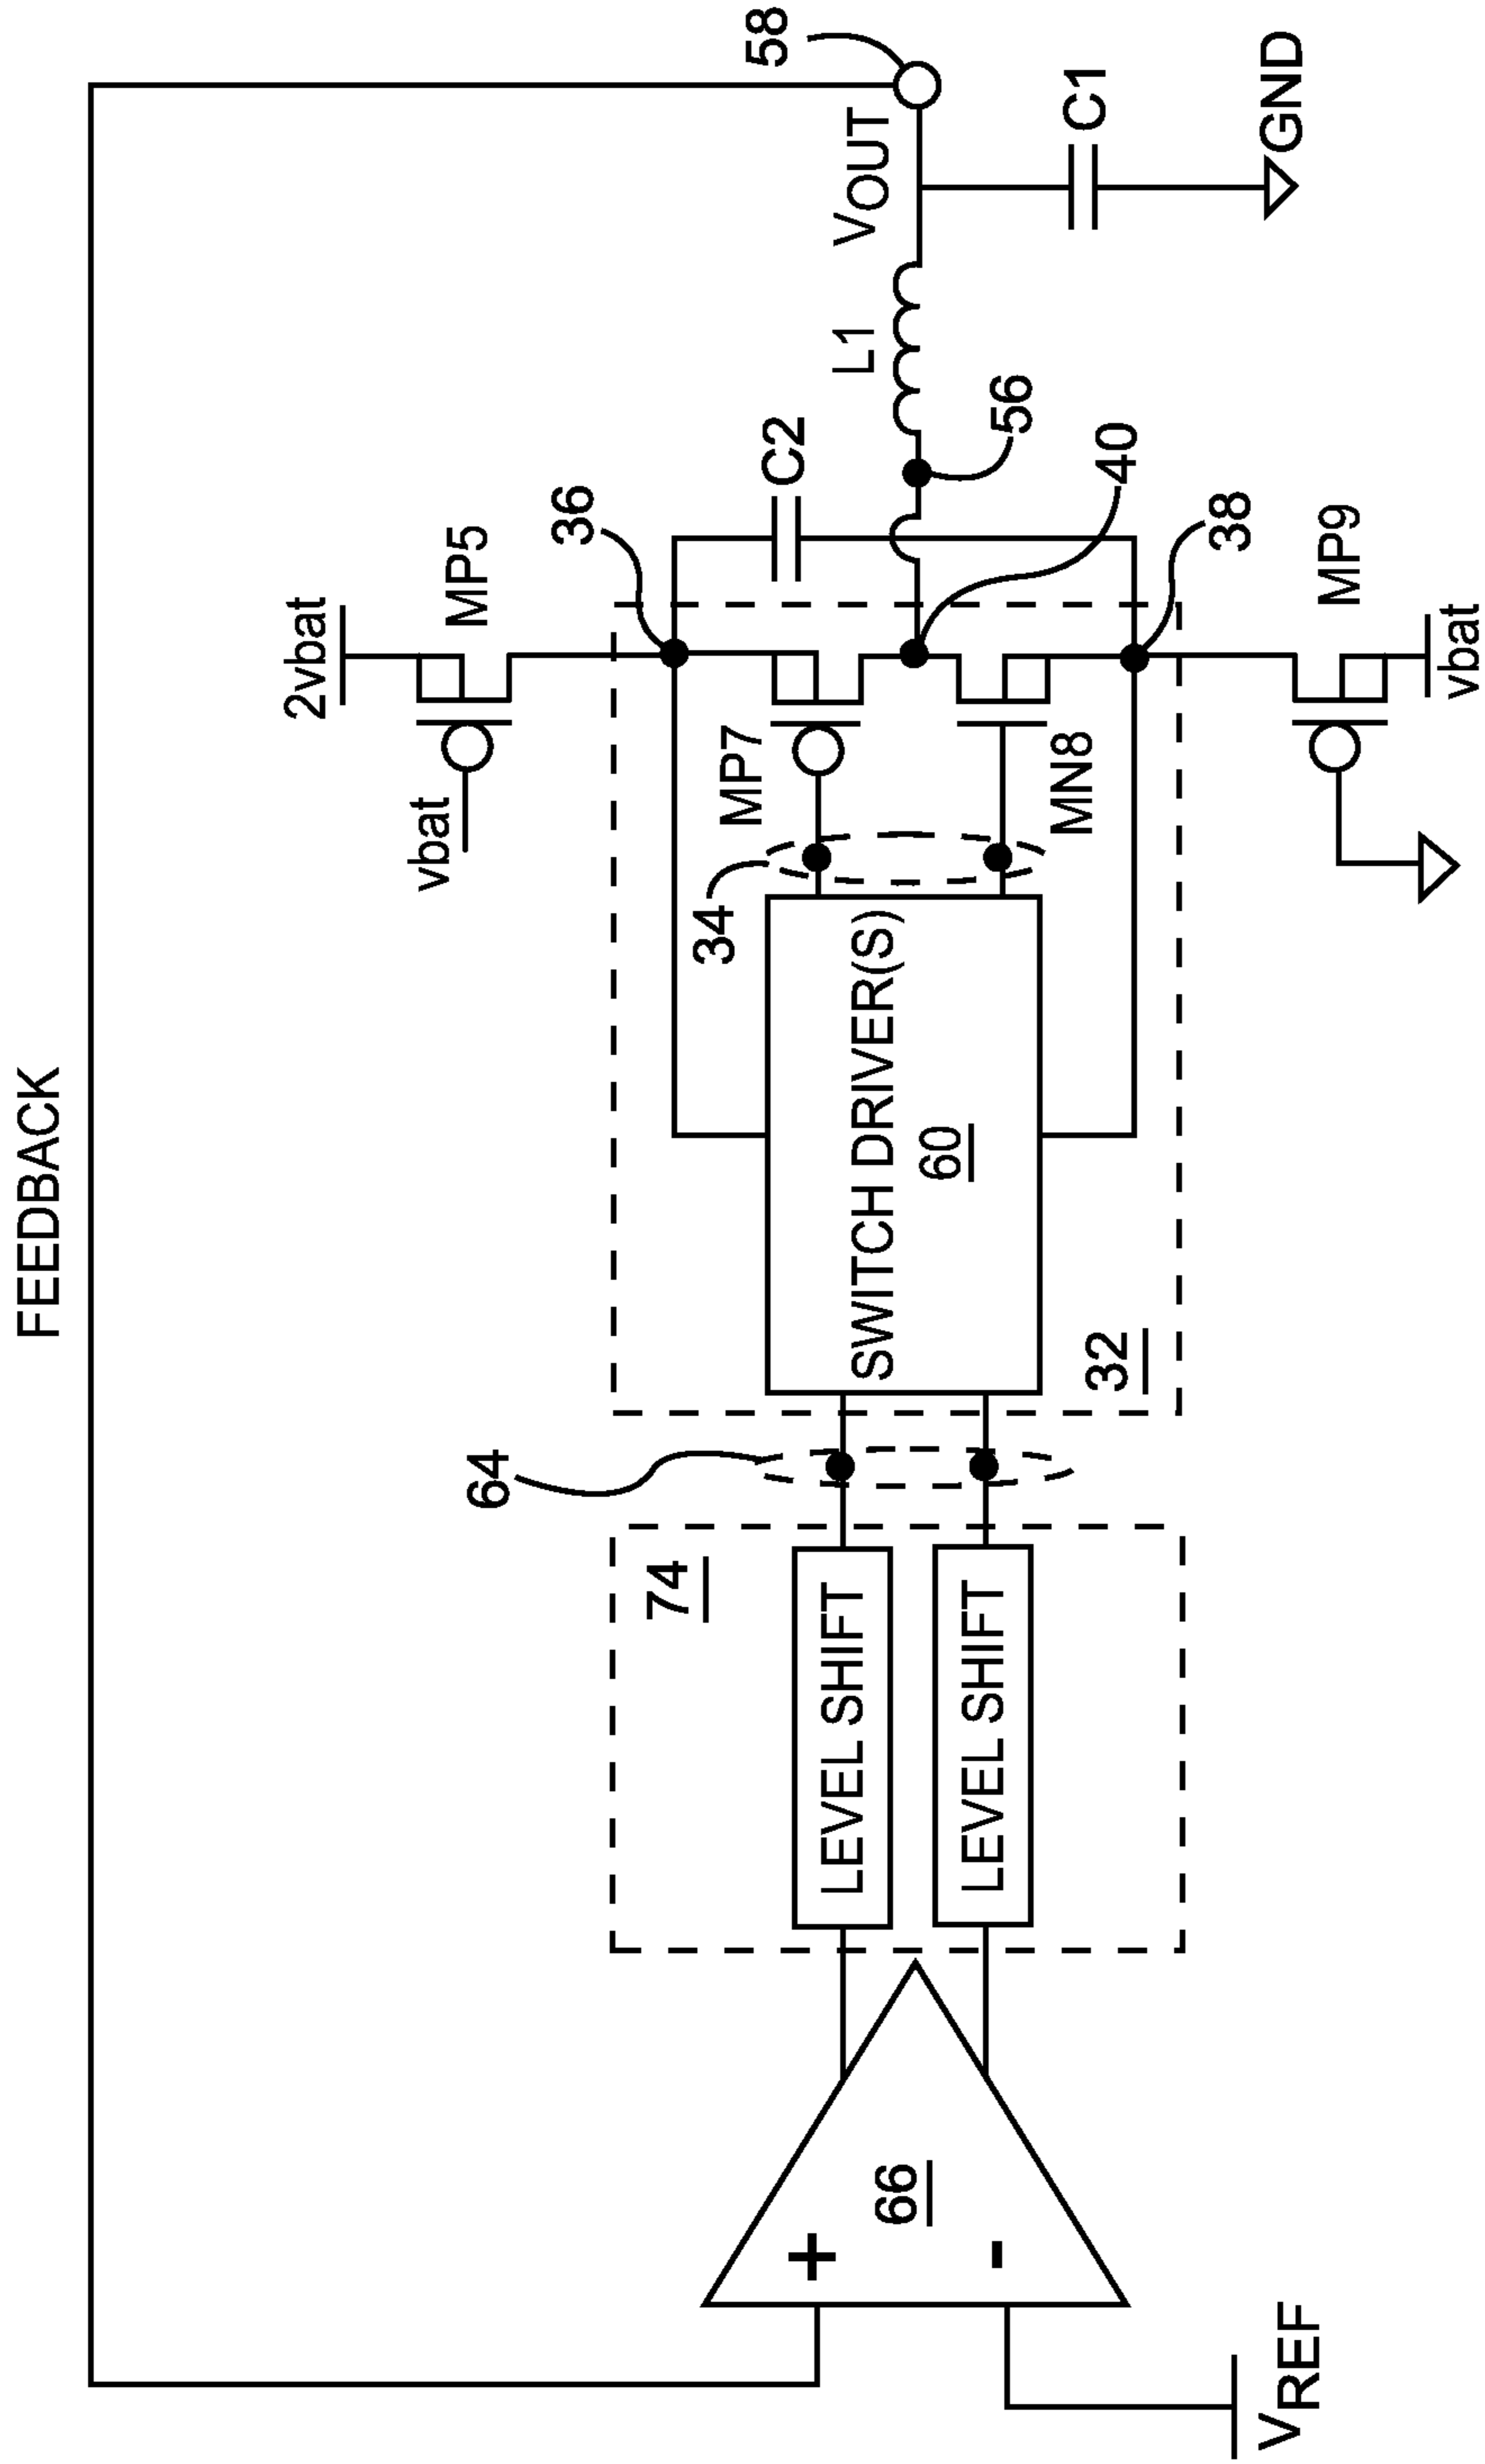 FEEDBACK
2vbat
vbat
MP5
36
C2
58
VOUT
L1
64
74
34
MP7
56
LEVEL SHIFT
LEVEL SHIFT
SWITCH DRIVER(S)
60
40
C1
+
66
-
32
MN8
38
GND
VREF
MP9
vbat